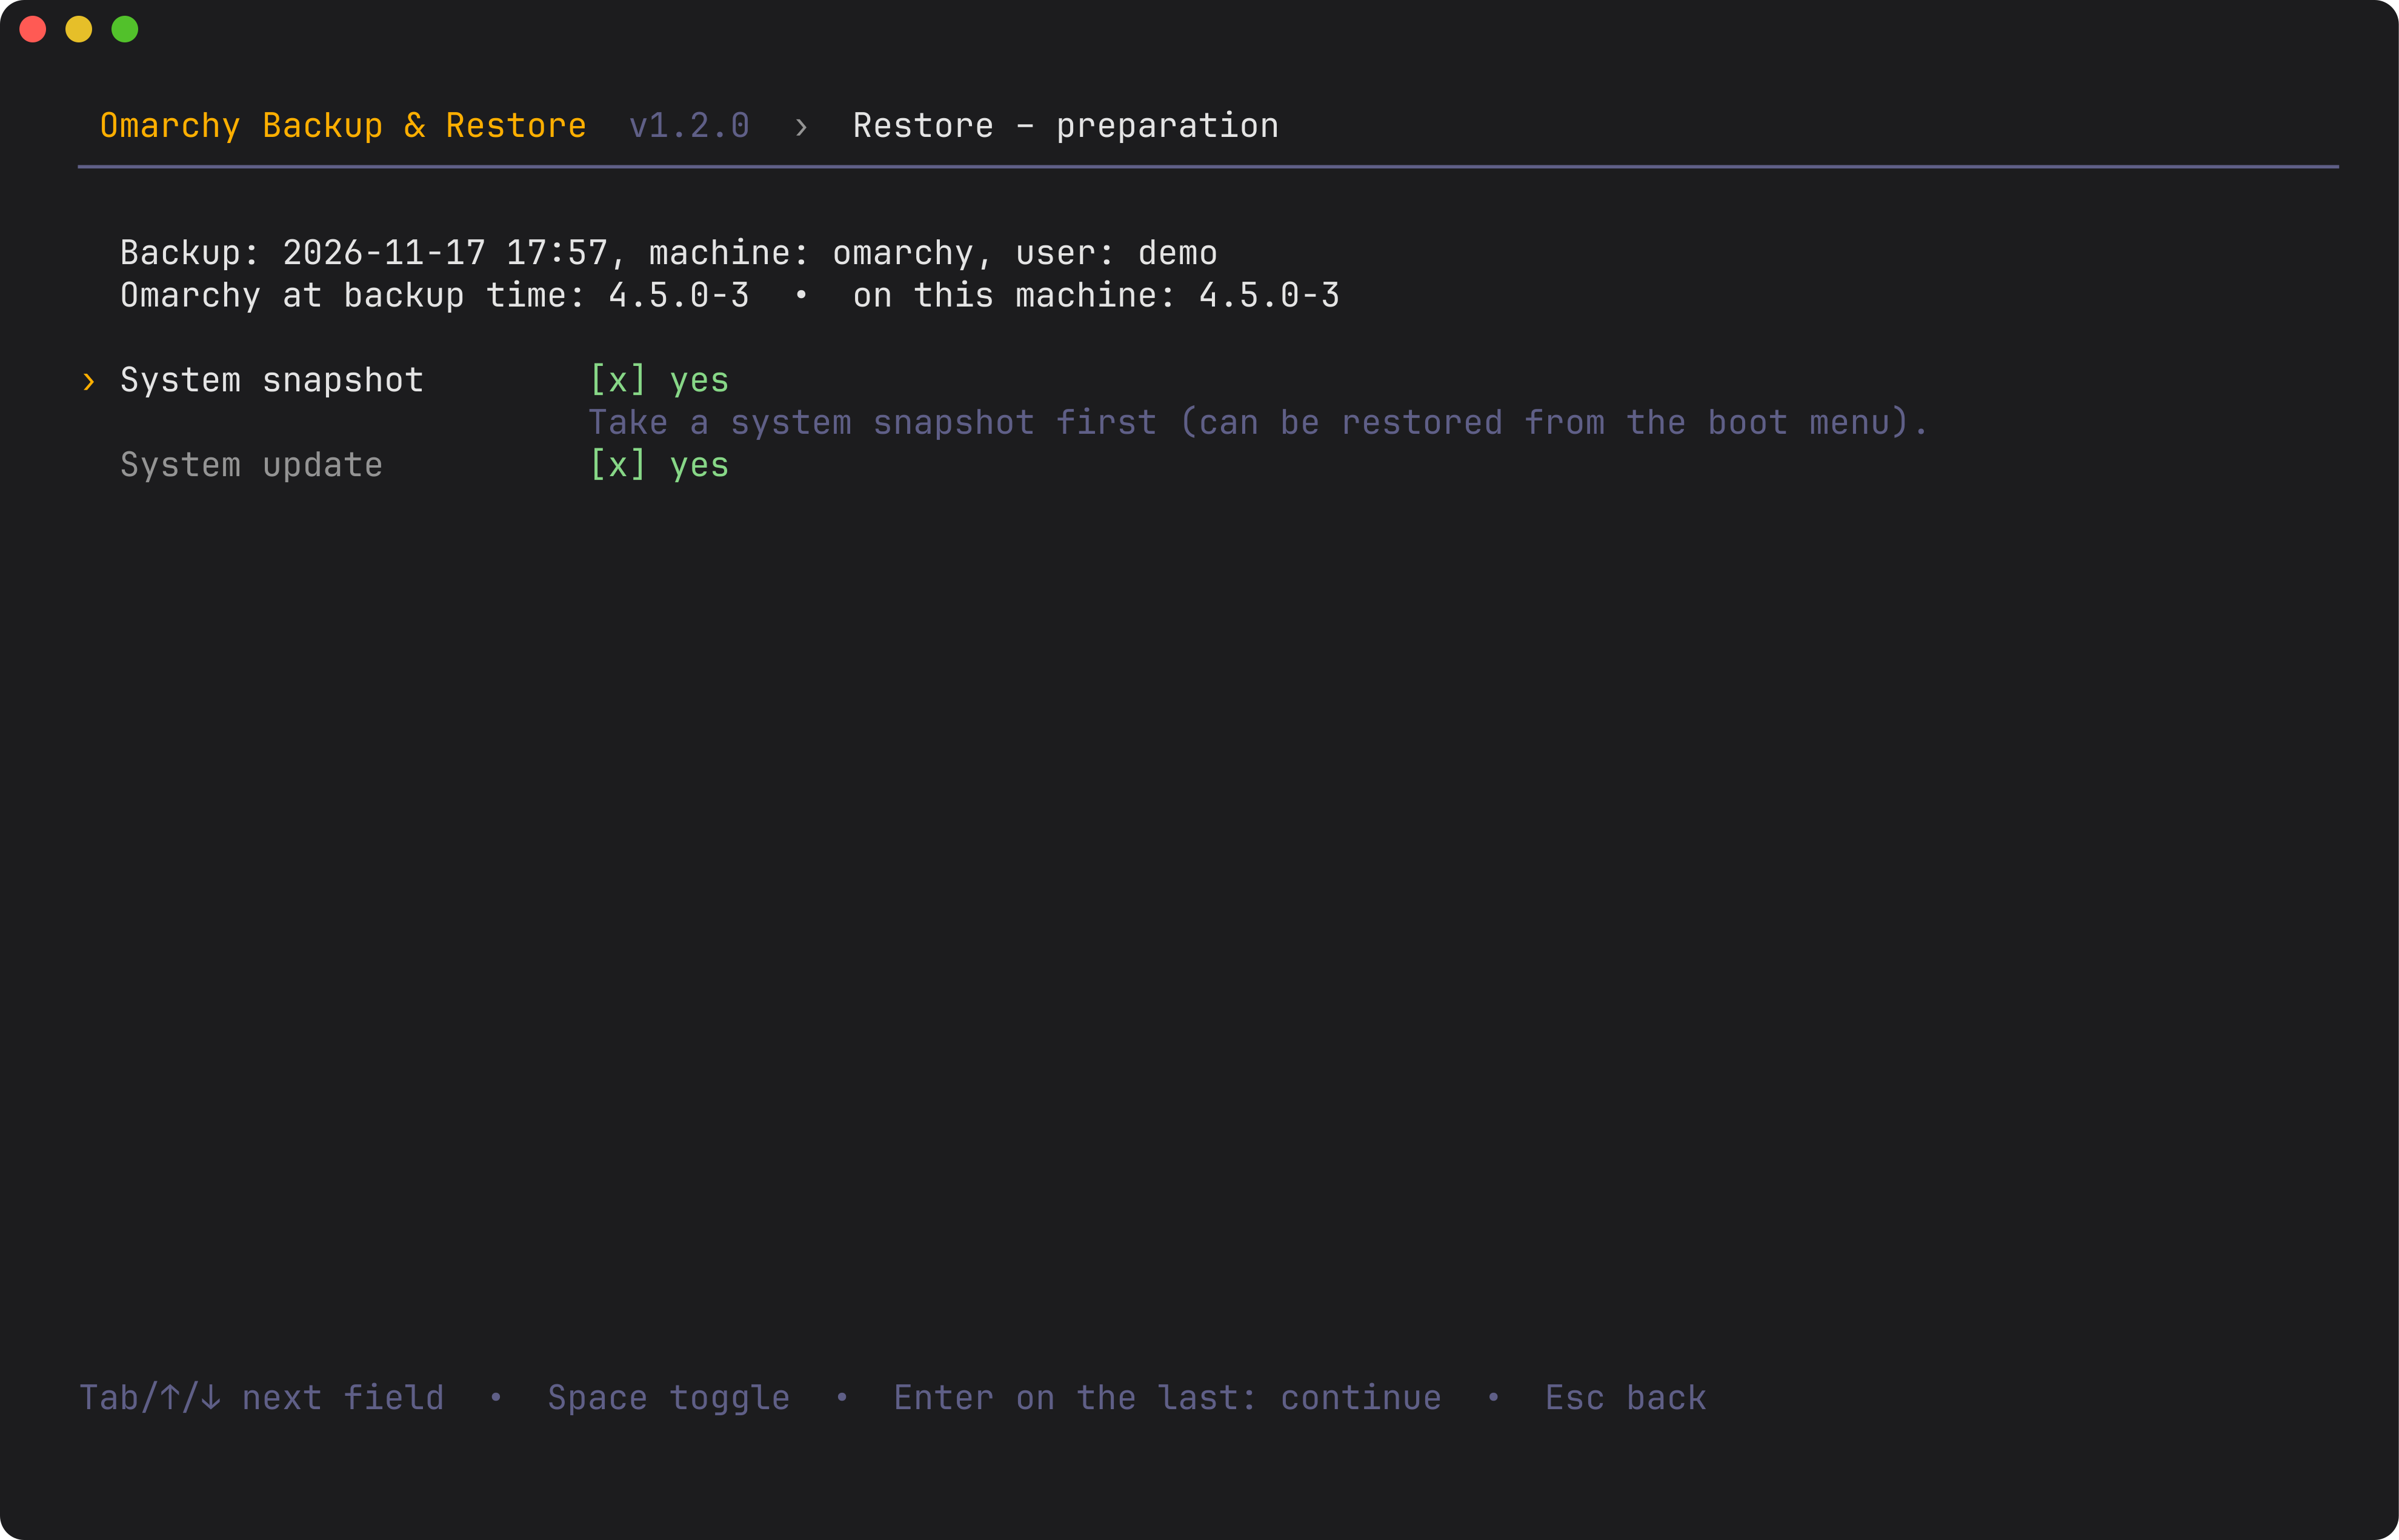 Omarchy Backup & Restore  v1.2.0  ›  Restore – preparation
Backup: 2026-11-17 17:57, machine: omarchy, user: demo
Omarchy at backup time: 4.5.0-3  •  on this machine: 4.5.0-3
› System snapshot  [x] yes
Take a system snapshot first (can be restored from the boot menu).
System update  [x] yes
Tab/↑/↓ next field  •  Space toggle  •  Enter on the last: continue  •  Esc back